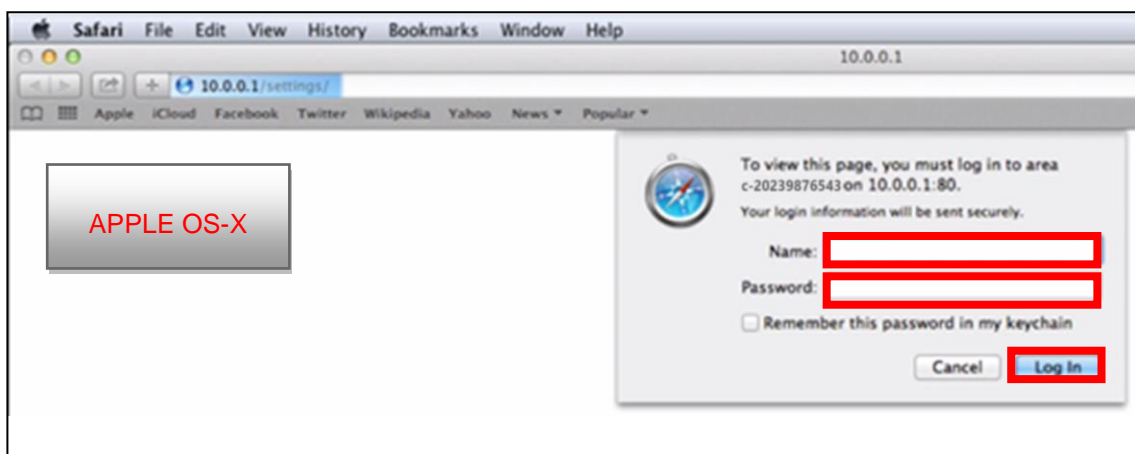 Safari File Edit View History Bookmarks Window Help
10.0.0.1
10.0.0.1/settings/
Apple iCloud Facebook Twitter Wikipedia Yahoo News Popular
To view this page, you must log in to area
c-20239876543 on 10.0.0.1:80.
Your login information will be sent securely.
APPLE OS-X
Name:
Password:
Remember this password in my keychain
Cancel Log In